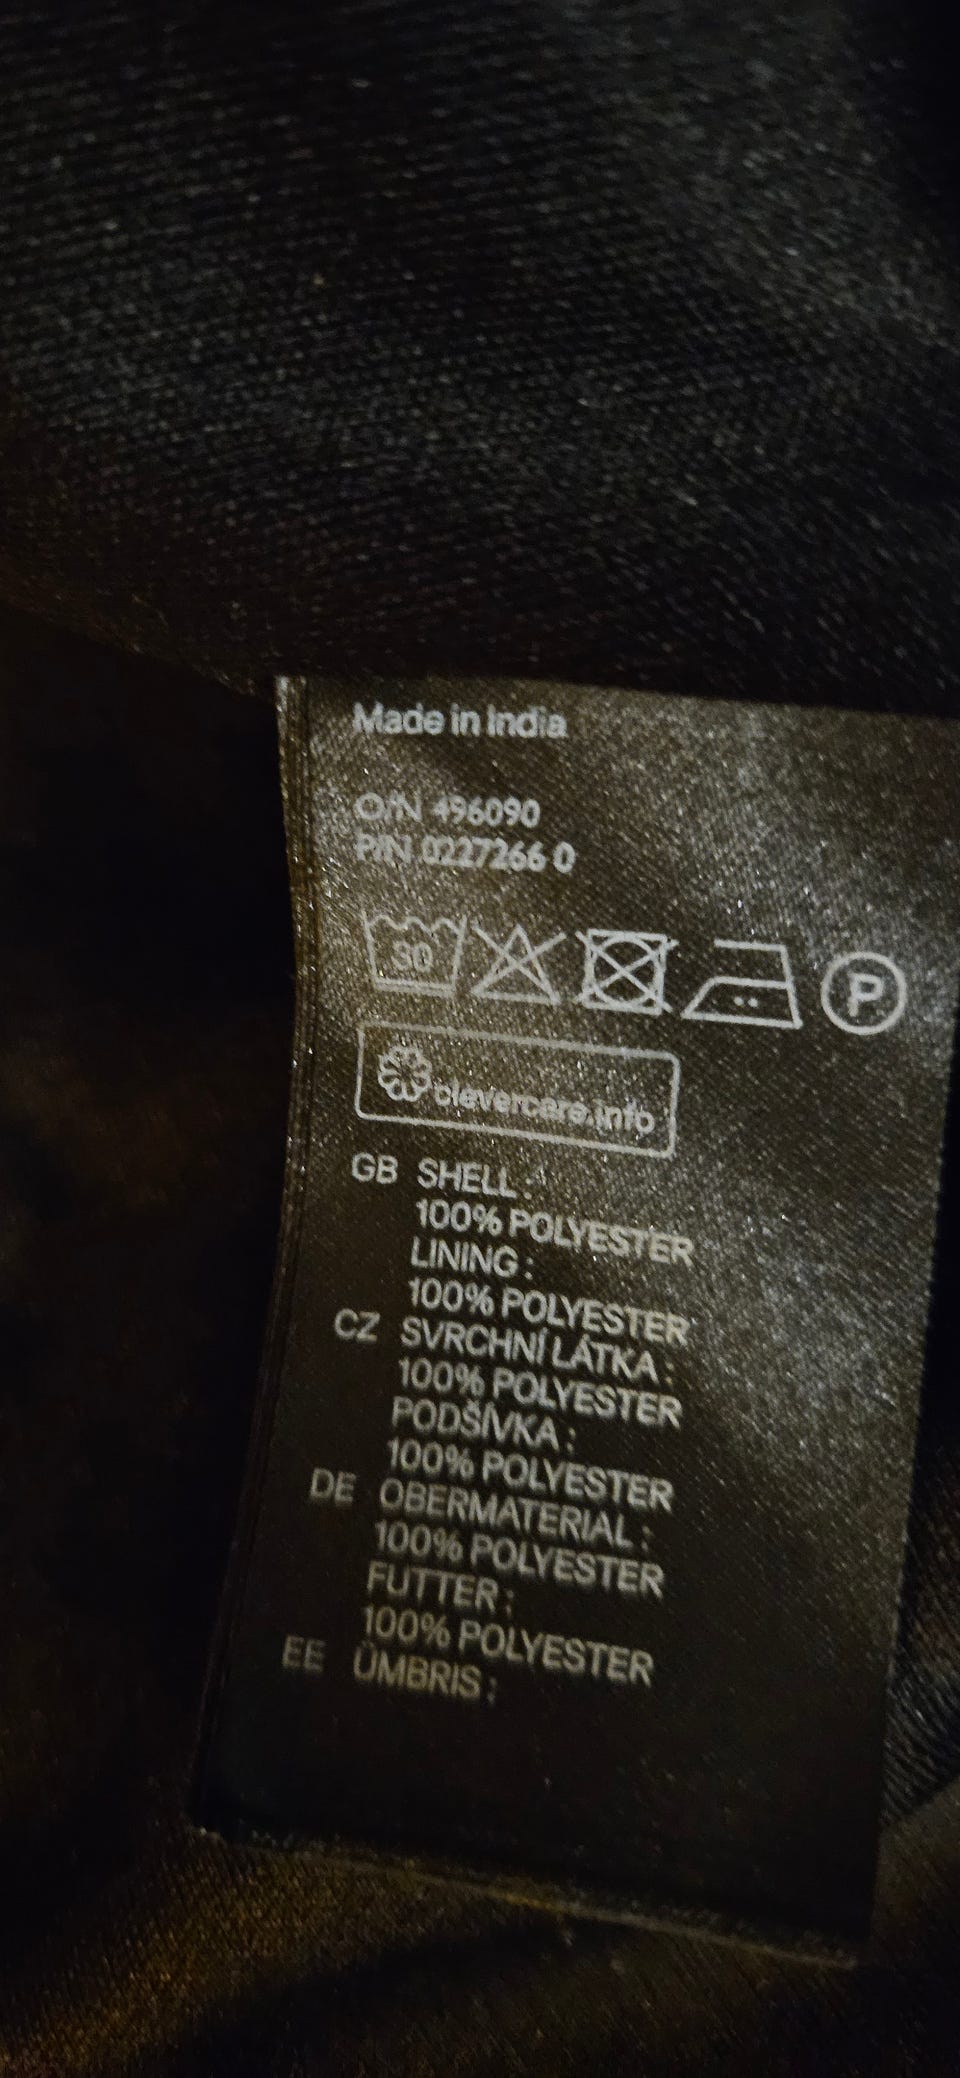 Made in India
O/N 496090
P/N 0227266 0
30
P
clevercare.info
GB SHELL :
100% POLYESTER
LINING :
100% POLYESTER
CZ SVRCHNÍ LÁTKA :
100% POLYESTER
PODŠÍVKA :
100% POLYESTER
DE OBERMATERIAL :
100% POLYESTER
FUTTER :
100% POLYESTER
EE ÜMBRIS :